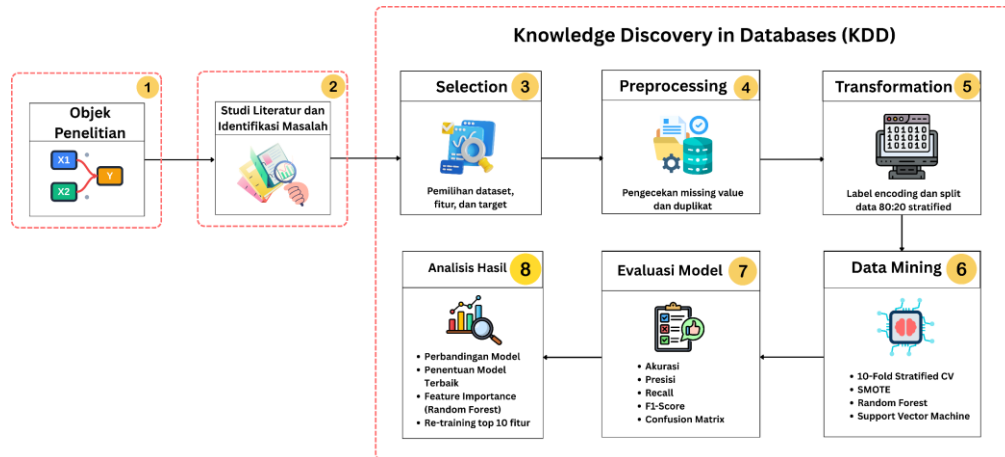 Knowledge Discovery in Databases (KDD)
1
Objek
Penelitian
X1
X2
Y
2
Studi Literatur dan
Identifikasi Masalah
Selection
3
Pemilihan dataset,
fitur, dan target
Preprocessing
4
Pengecekan missing value
dan duplikat
Transformation
5
101010
101010
101010
Label encoding dan split
data 80:20 stratified
Data Mining
6
• 10-Fold Stratified CV
• SMOTE
• Random Forest
• Support Vector Machine
Evaluasi Model
7
• Akurasi
• Presisi
• Recall
• F1-Score
• Confusion Matrix
Analisis Hasil
8
• Perbandingan Model
• Penentuan Model
Terbaik
• Feature Importance
(Random Forest)
• Re-training top 10 fitur